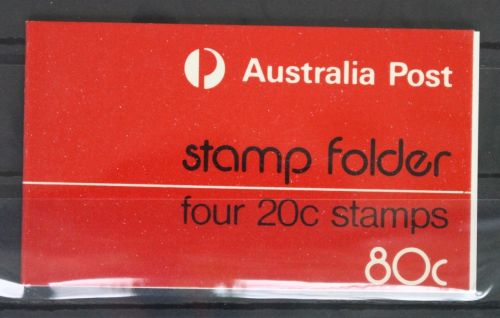 Australia Post
stamp folder
four 20c stamps
80c